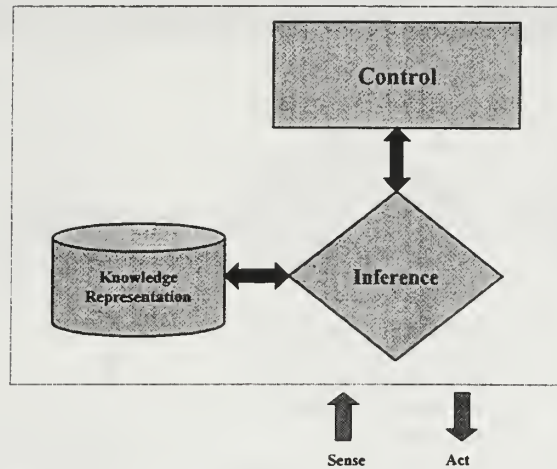 Control
Knowledge
Representation
Inference
Sense
Act